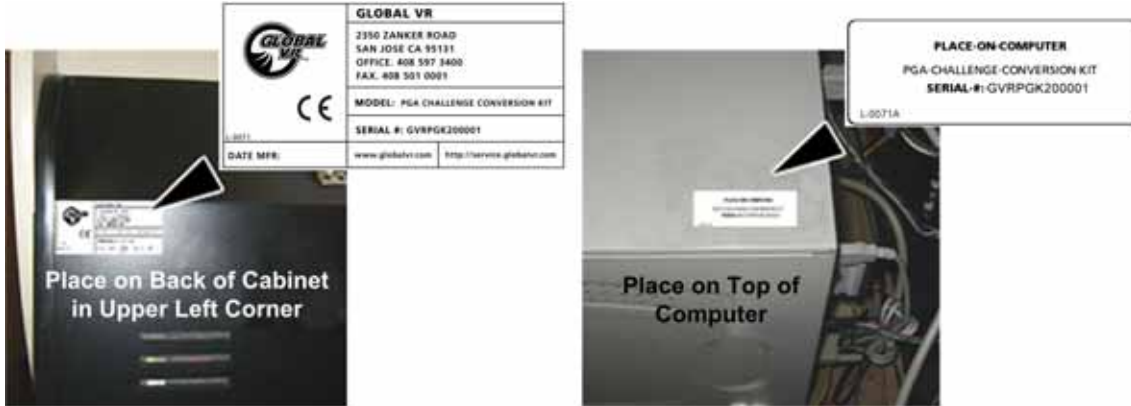 GLOBAL VR
GLOBAL
VR
2350 ZANKER ROAD
SAN JOSE CA 95131
OFFICE. 408 597 3400
FAX. 408 501 0001
CE
MODEL: PGA CHALLENGE CONVERSION KIT
L-0071
SERIAL #: GVRPGK200001
DATE MFR:
www.globalvr.com
http://service.globalvr.com
Place on Back of Cabinet
in Upper Left Corner
PLACE-ON-COMPUTER
PGA-CHALLENGE-CONVERSION-KIT
SERIAL-#:-GVRPGK200001
L-0071A
Place on Top of
Computer